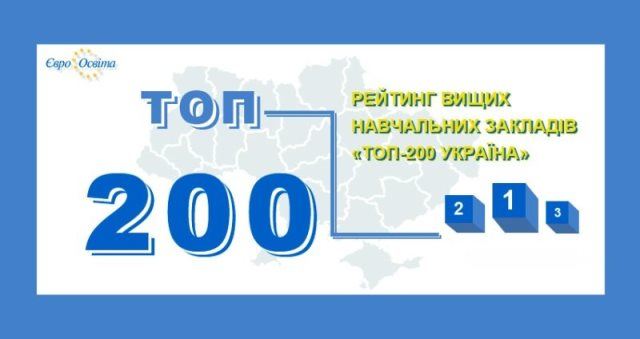 Євро Освіта
ТОП
200
РЕЙТИНГ ВИЩИХ
НАВЧАЛЬНИХ ЗАКЛАДІВ
«ТОП-200 УКРАЇНА»
2 1 3